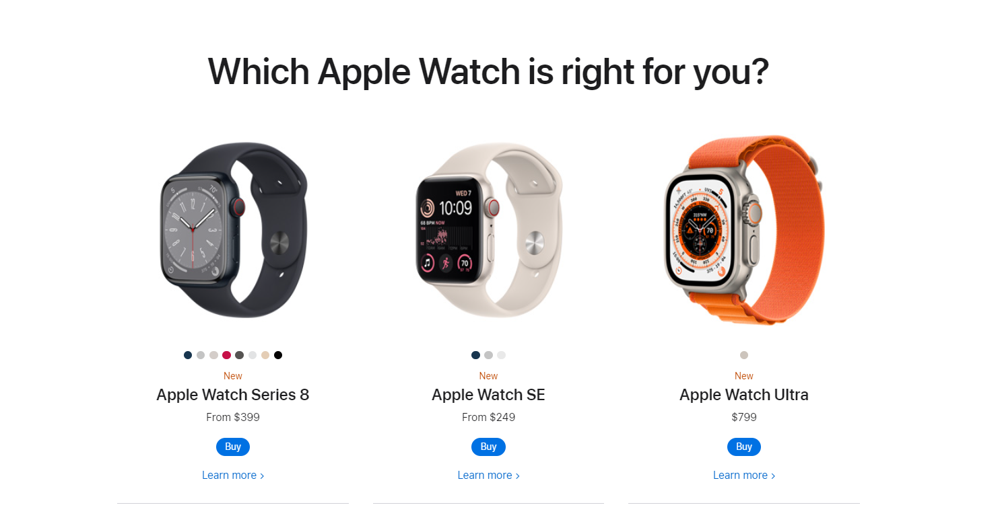 Which Apple Watch is right for you?
WED 7
10:09
68 BPM NOW
70
New
Apple Watch Series 8
From $399
Buy
Learn more >
New
Apple Watch SE
From $249
Buy
Learn more >
New
Apple Watch Ultra
$799
Buy
Learn more >